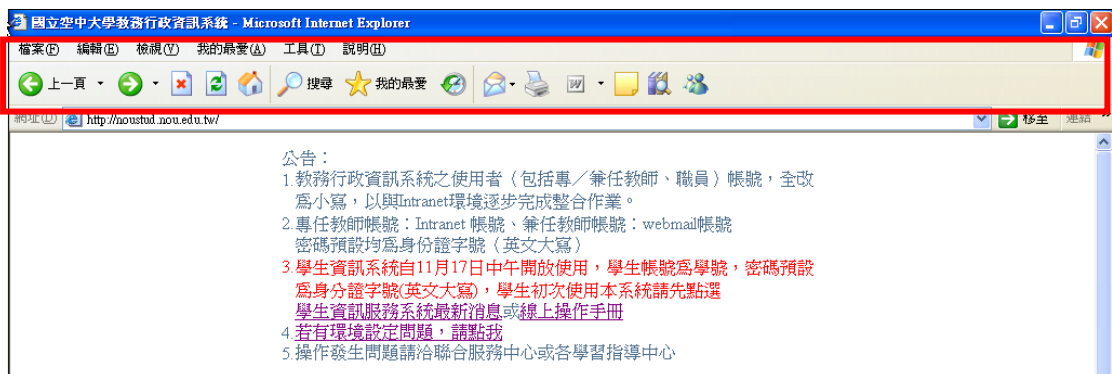 國立空中大學教務行政資訊系統 - Microsoft Internet Explorer
檔案(F) 編輯(E) 檢視(V) 我的最愛(A) 工具(T) 說明(H)
上一頁 搜尋 我的最愛
網址(D) http://noustud.nou.edu.tw/ 移至 連結 »
公告：
1.教務行政資訊系統之使用者（包括專／兼任教師、職員）帳號，全改
為小寫，以與Intranet環境逐步完成整合作業。
2.專任教師帳號：Intranet 帳號、兼任教師帳號：webmail帳號
密碼預設均為身份證字號（英文大寫）
3.學生資訊系統自11月17日中午開放使用，學生帳號為學號，密碼預設
為身分證字號(英文大寫)，學生初次使用本系統請先點選
學生資訊服務系統最新消息或線上操作手冊
4.若有環境設定問題，請點我
5.操作發生問題請洽聯合服務中心或各學習指導中心